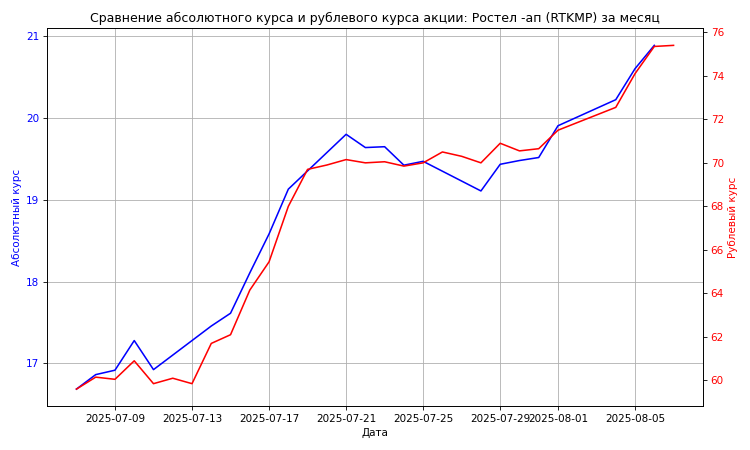 Сравнение абсолютного курса и рублевого курса акции: Ростел -ап (RTKMP) за месяц
Абсолютный курс
21
20
19
18
17
Рублевый курс
76
74
72
70
68
66
64
62
60
2025-07-09 2025-07-13 2025-07-17 2025-07-21 2025-07-25 2025-07-29 2025-08-01 2025-08-05
Дата